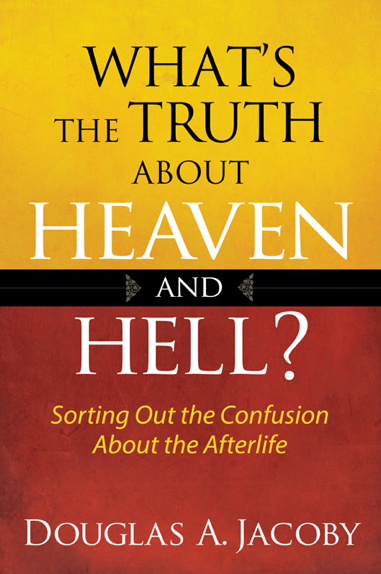 WHAT'S
THE TRUTH
ABOUT
HEAVEN
AND
HELL?
Sorting Out the Confusion
About the Afterlife
DOUGLAS A. JACOBY